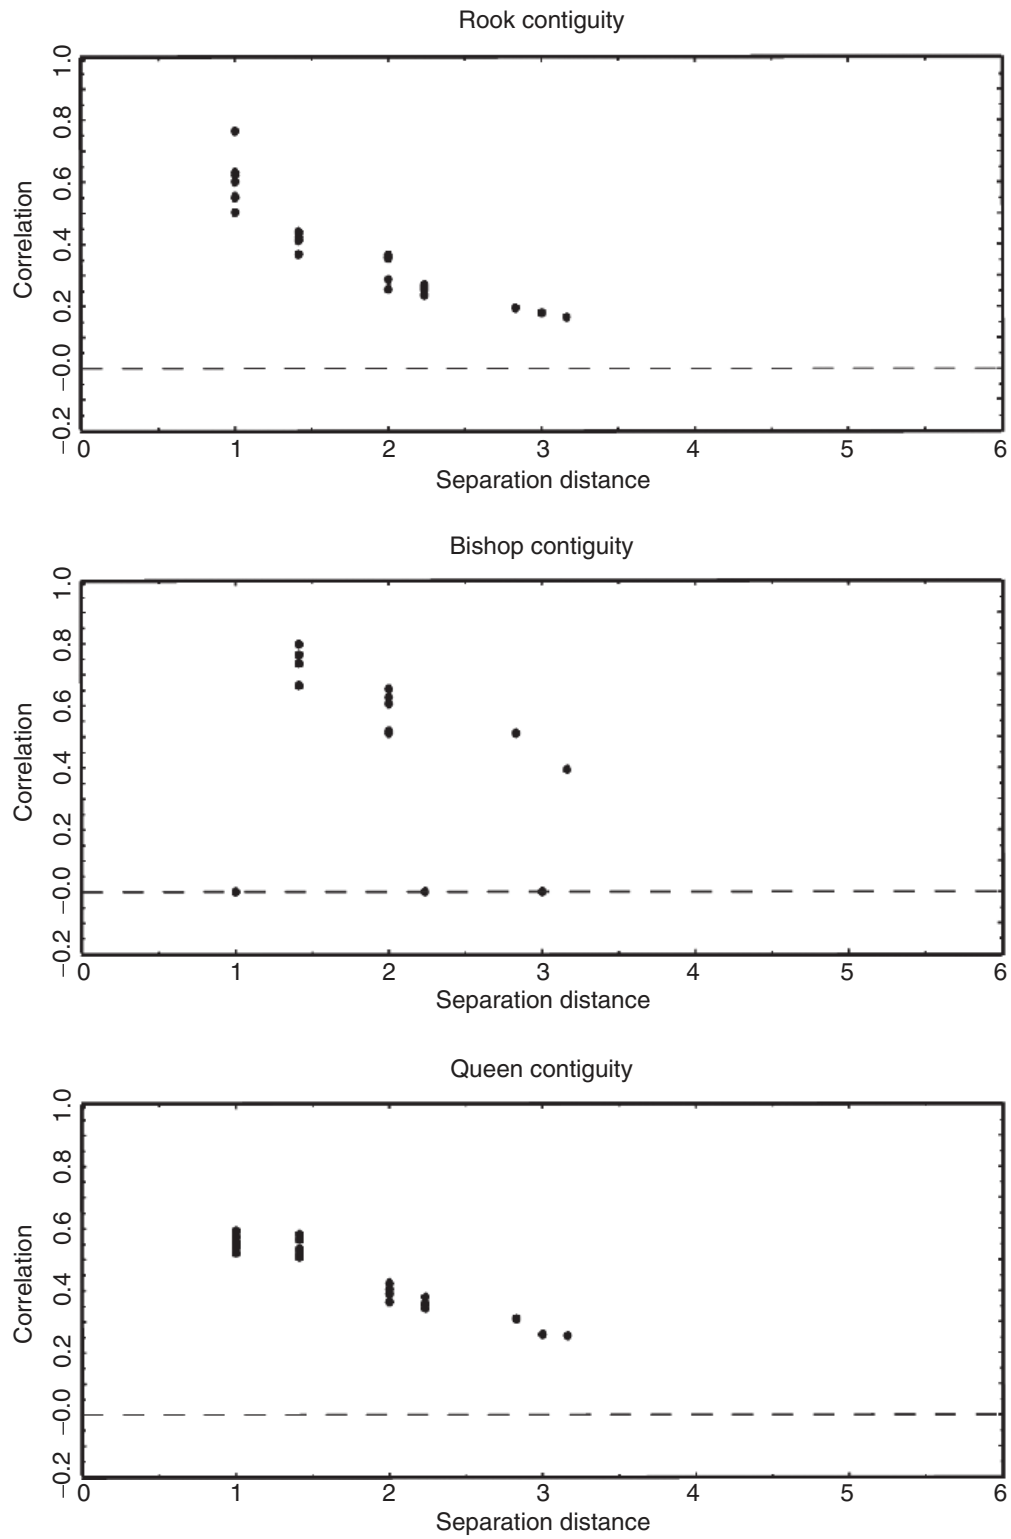 Rook contiguity
1.0
0.8
0.6
0.4
0.2
−0.0
−0.2
Correlation
0 1 2 3 4 5 6
Separation distance
Bishop contiguity
1.0
0.8
0.6
0.4
0.2
−0.0
−0.2
Correlation
0 1 2 3 4 5 6
Separation distance
Queen contiguity
1.0
0.8
0.6
0.4
0.2
−0.0
−0.2
Correlation
0 1 2 3 4 5 6
Separation distance